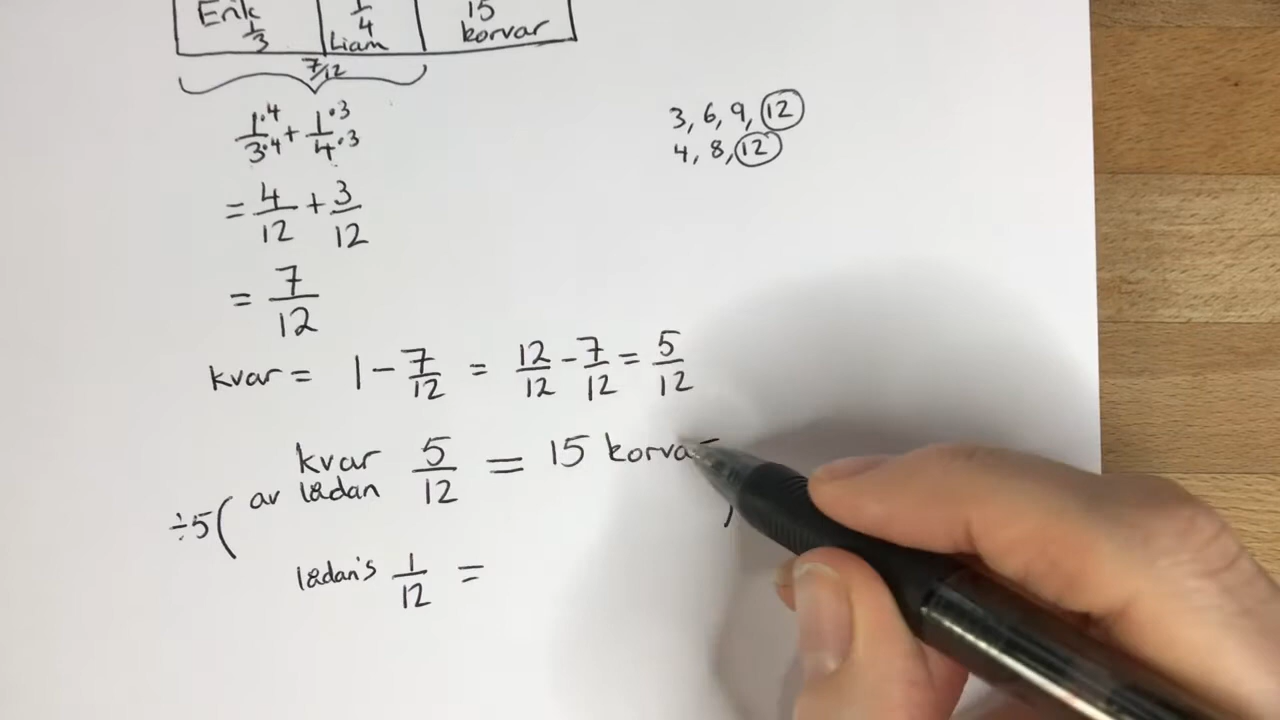 Erik 1/3
1/4 Liam
15 korvar
7/12
1·4/3·4 + 1·3/4·3
3, 6, 9, 12
4, 8, 12
= 4/12 + 3/12
= 7/12
kvar = 1 - 7/12 = 12/12 - 7/12 = 5/12
kvar av lådan 5/12 = 15 korvar
÷5 (
lådan's 1/12 =